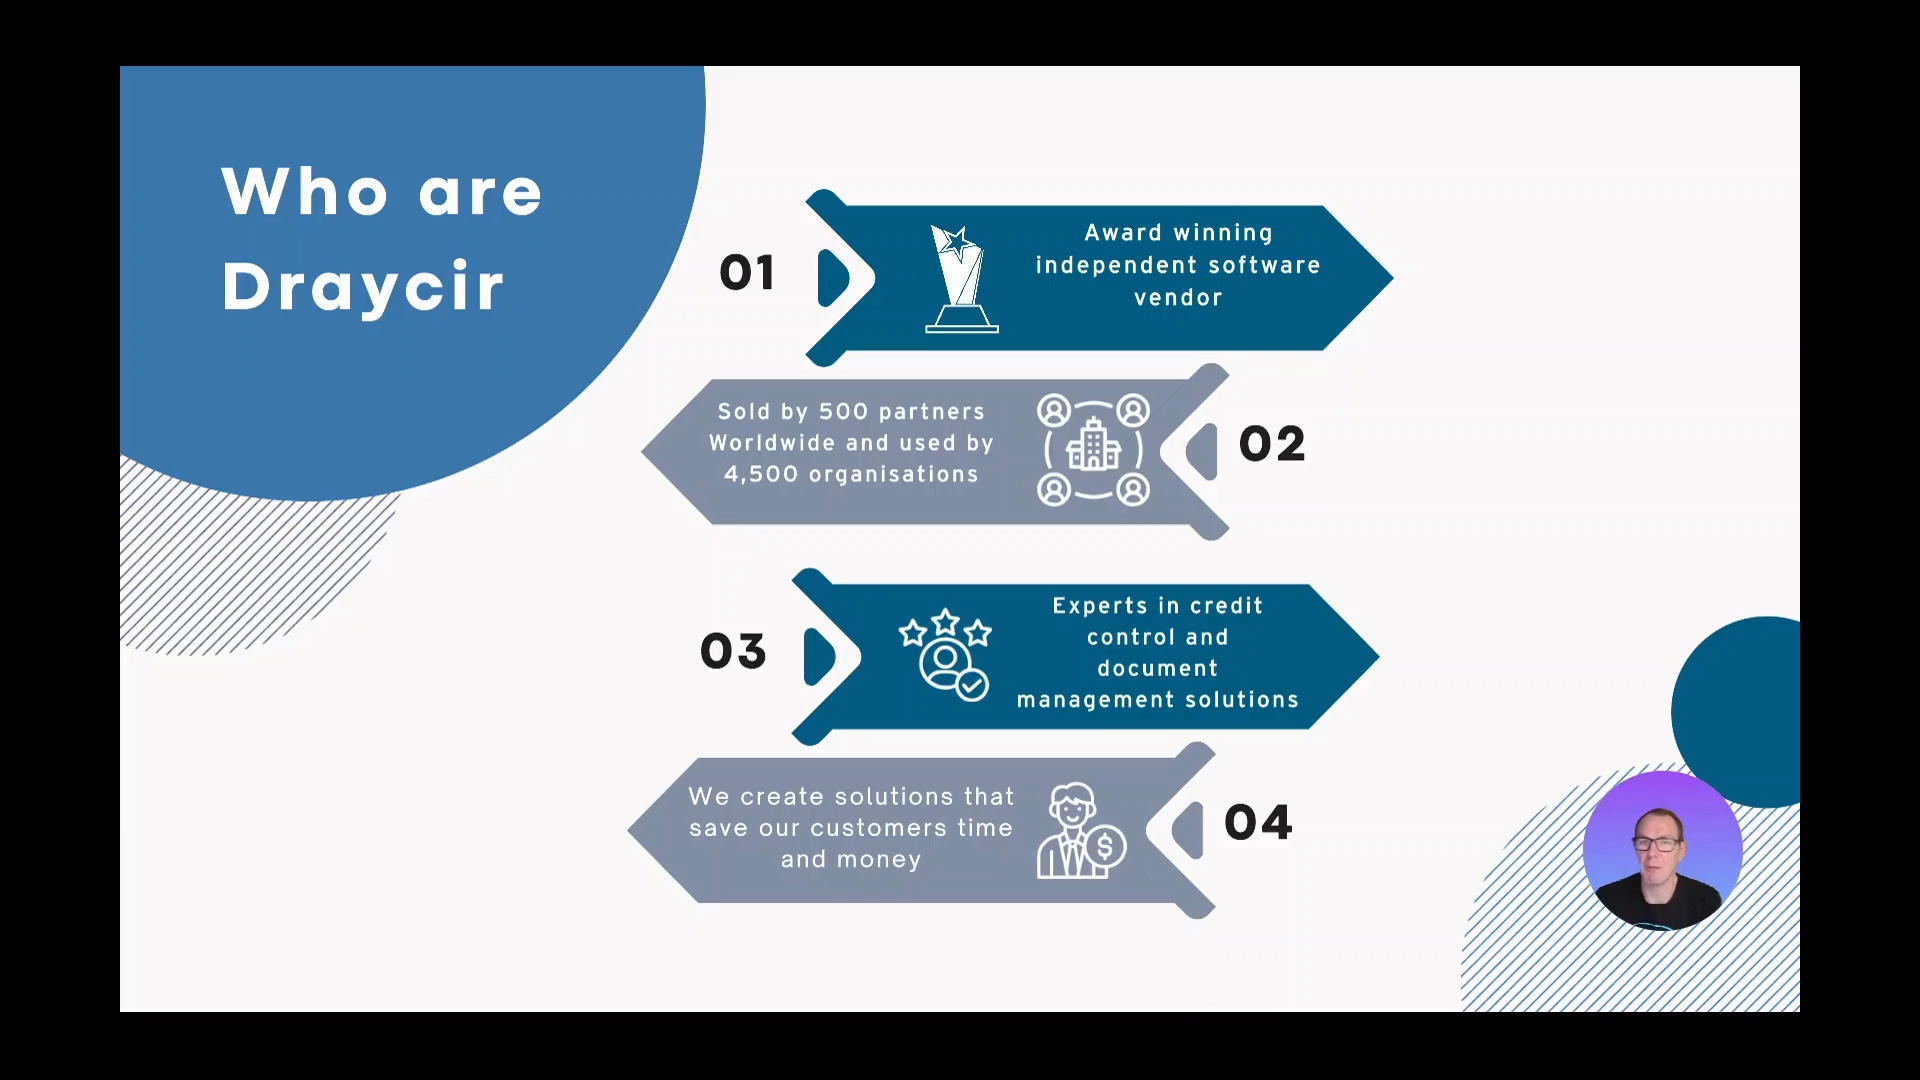 Who are
Draycir
01
Award winning
independent software
vendor
Sold by 500 partners
Worldwide and used by
4,500 organisations
02
03
Experts in credit
control and
document
management solutions
We create solutions that
save our customers time
and money
$
04